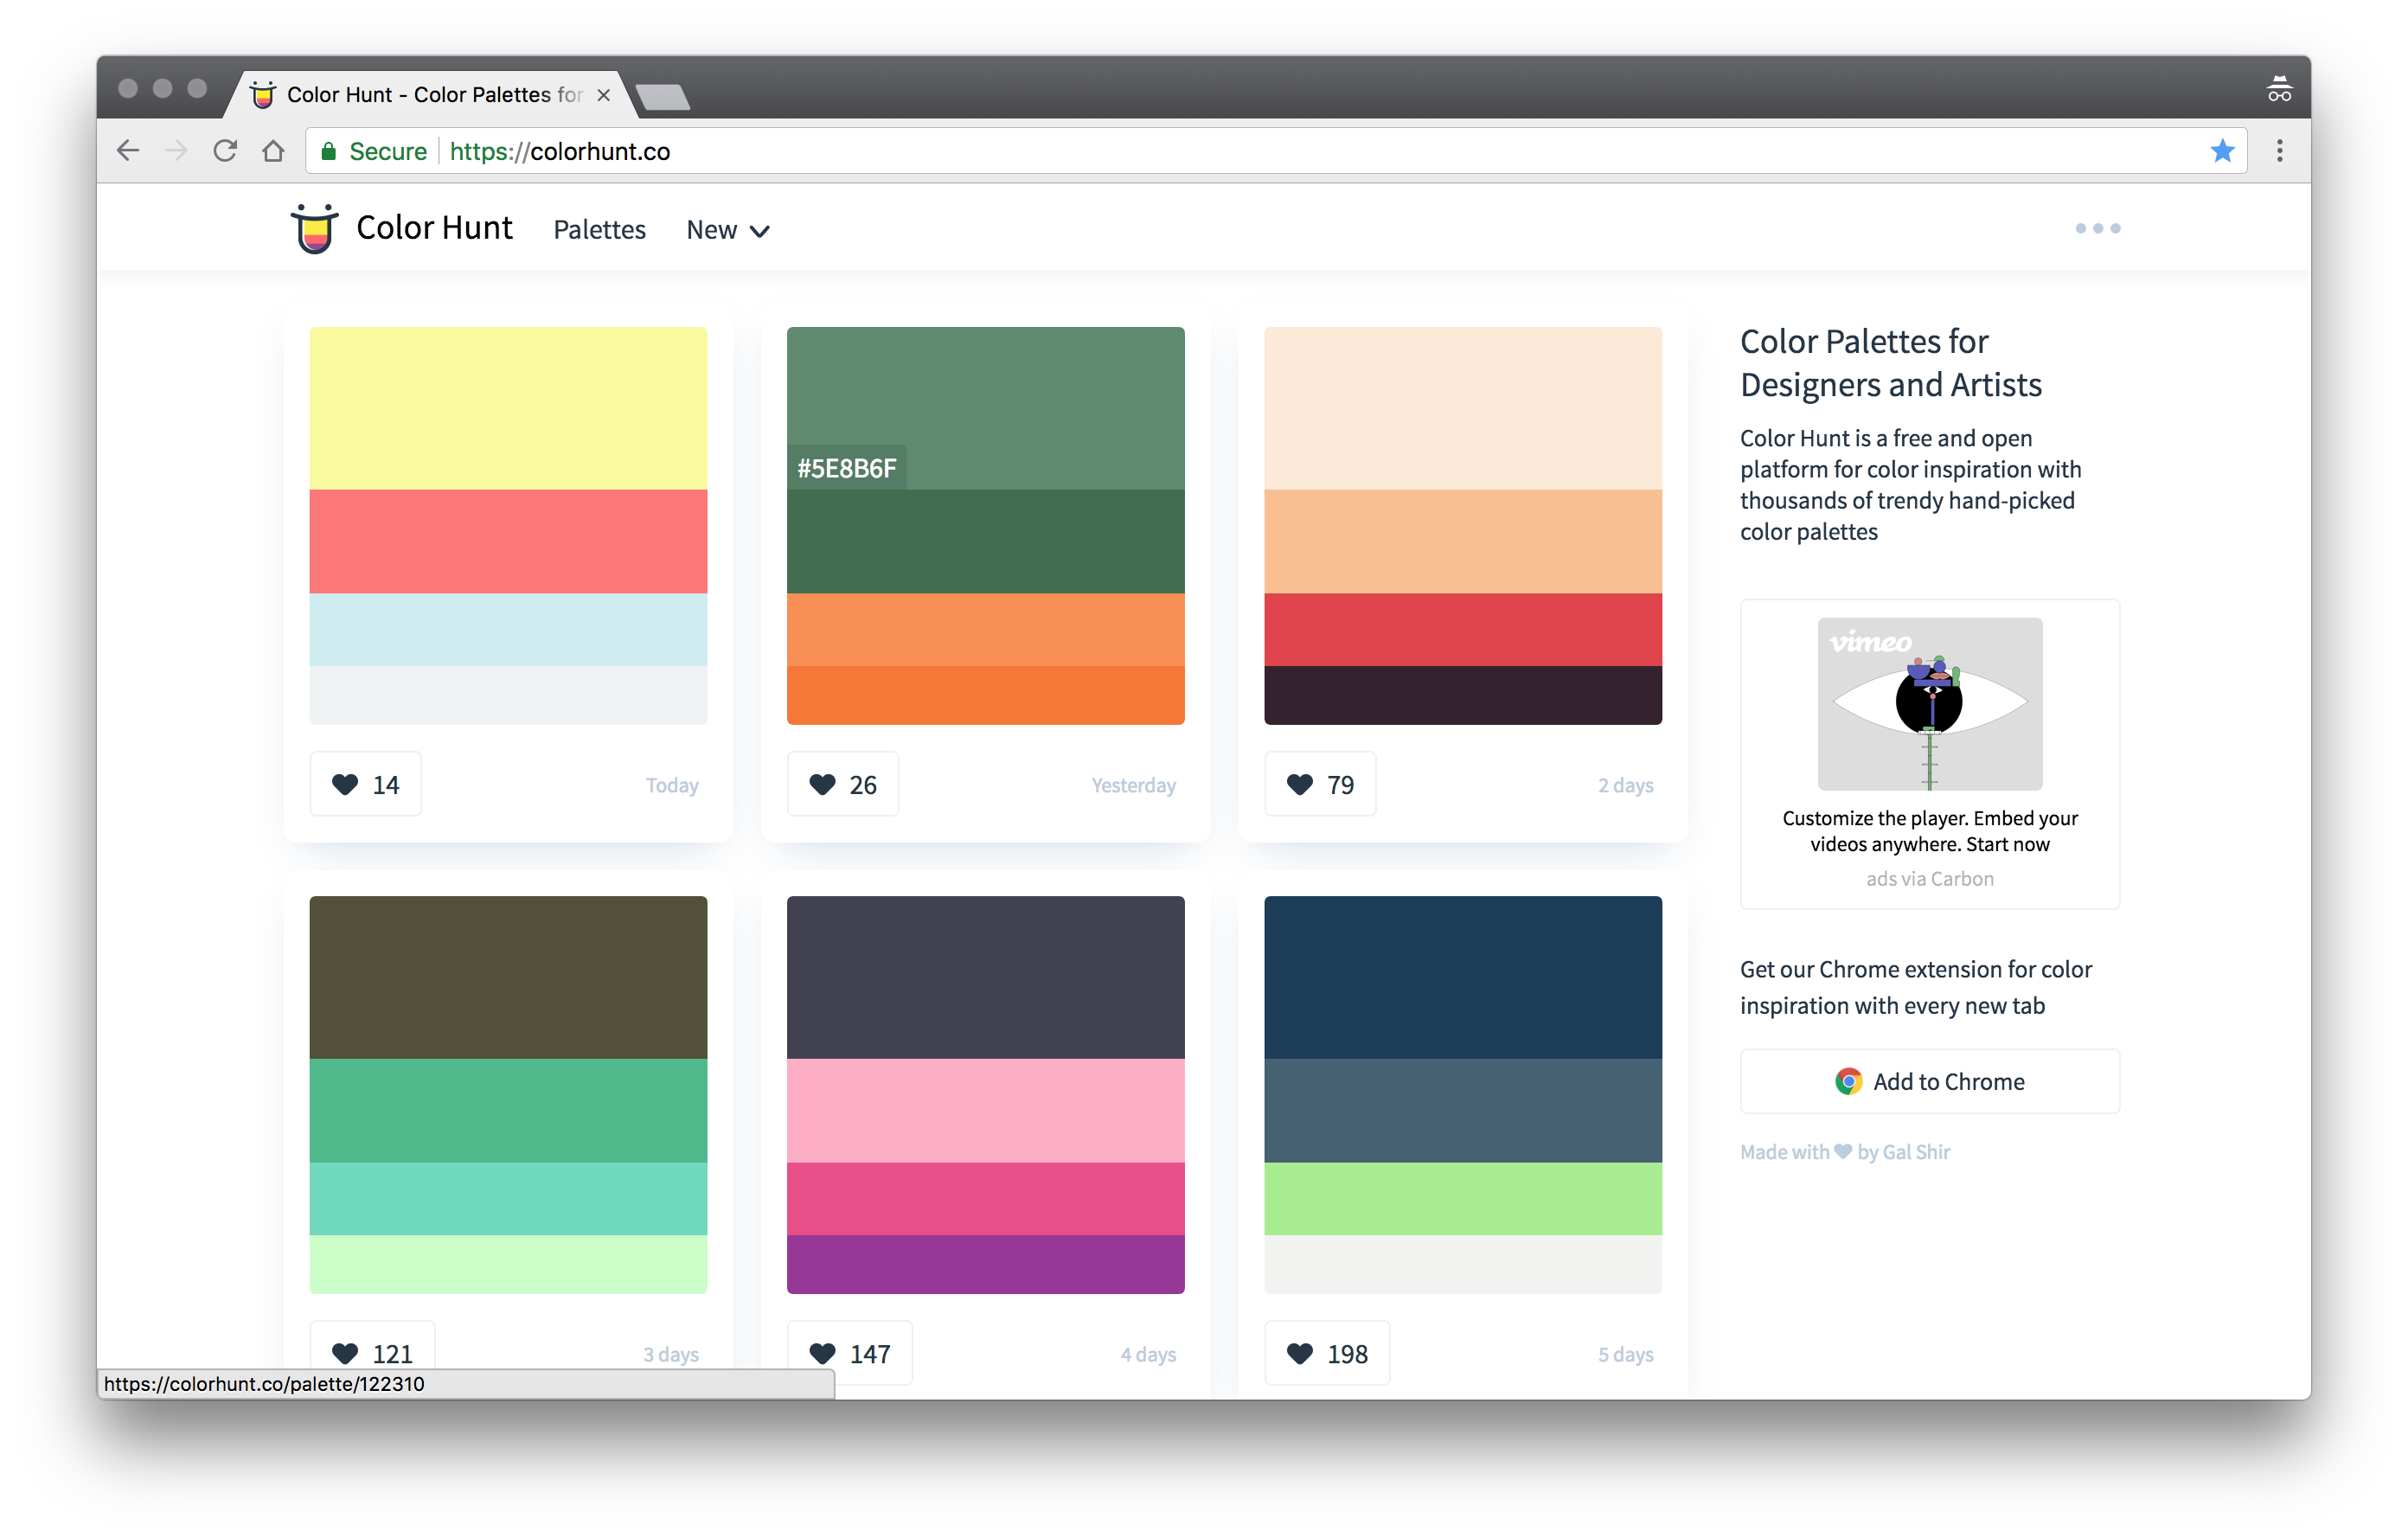 Color Hunt - Color Palettes for
Secure https://colorhunt.co
Color Hunt Palettes New
#5E8B6F
14 Today
26 Yesterday
79 2 days
121 3 days
147 4 days
198 5 days
Color Palettes for
Designers and Artists
Color Hunt is a free and open
platform for color inspiration with
thousands of trendy hand-picked
color palettes
vimeo
Customize the player. Embed your
videos anywhere. Start now
ads via Carbon
Get our Chrome extension for color
inspiration with every new tab
Add to Chrome
Made with by Gal Shir
https://colorhunt.co/palette/122310